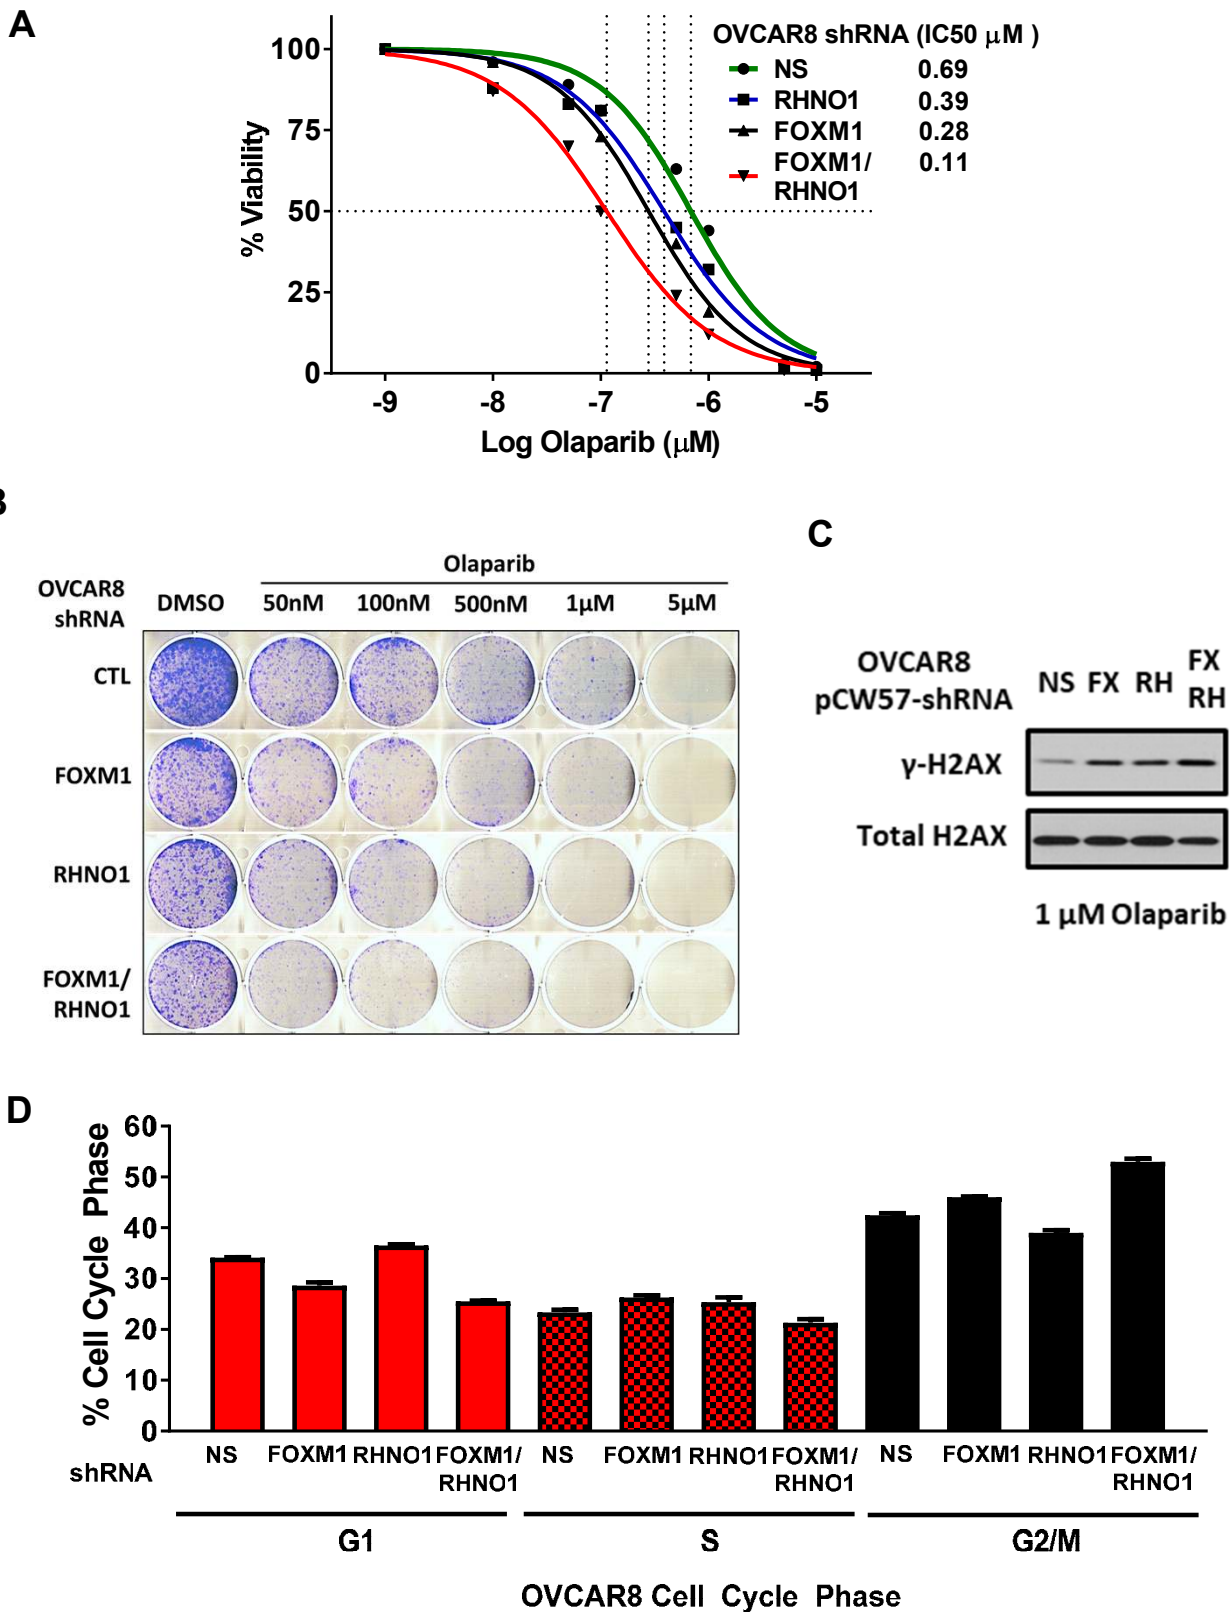 A
OVCAR8 shRNA (IC50 μM )
NS 0.69
RHNO1 0.39
FOXM1 0.28
FOXM1/ 0.11
RHNO1
100
75
50
25
0
% Viability
-9 -8 -7 -6 -5
Log Olaparib (μM)
B
Olaparib
OVCAR8
shRNA
DMSO 50nM 100nM 500nM 1μM 5μM
CTL
FOXM1
RHNO1
FOXM1/
RHNO1
C
OVCAR8
pCW57-shRNA
NS FX RH FX
RH
γ-H2AX
Total H2AX
1 μM Olaparib
D
% Cell Cycle Phase
60
50
40
30
20
10
0
shRNA
NS FOXM1 RHNO1 FOXM1/
RHNO1
NS FOXM1 RHNO1 FOXM1/
RHNO1
NS FOXM1 RHNO1 FOXM1/
RHNO1
G1 S G2/M
OVCAR8 Cell Cycle Phase